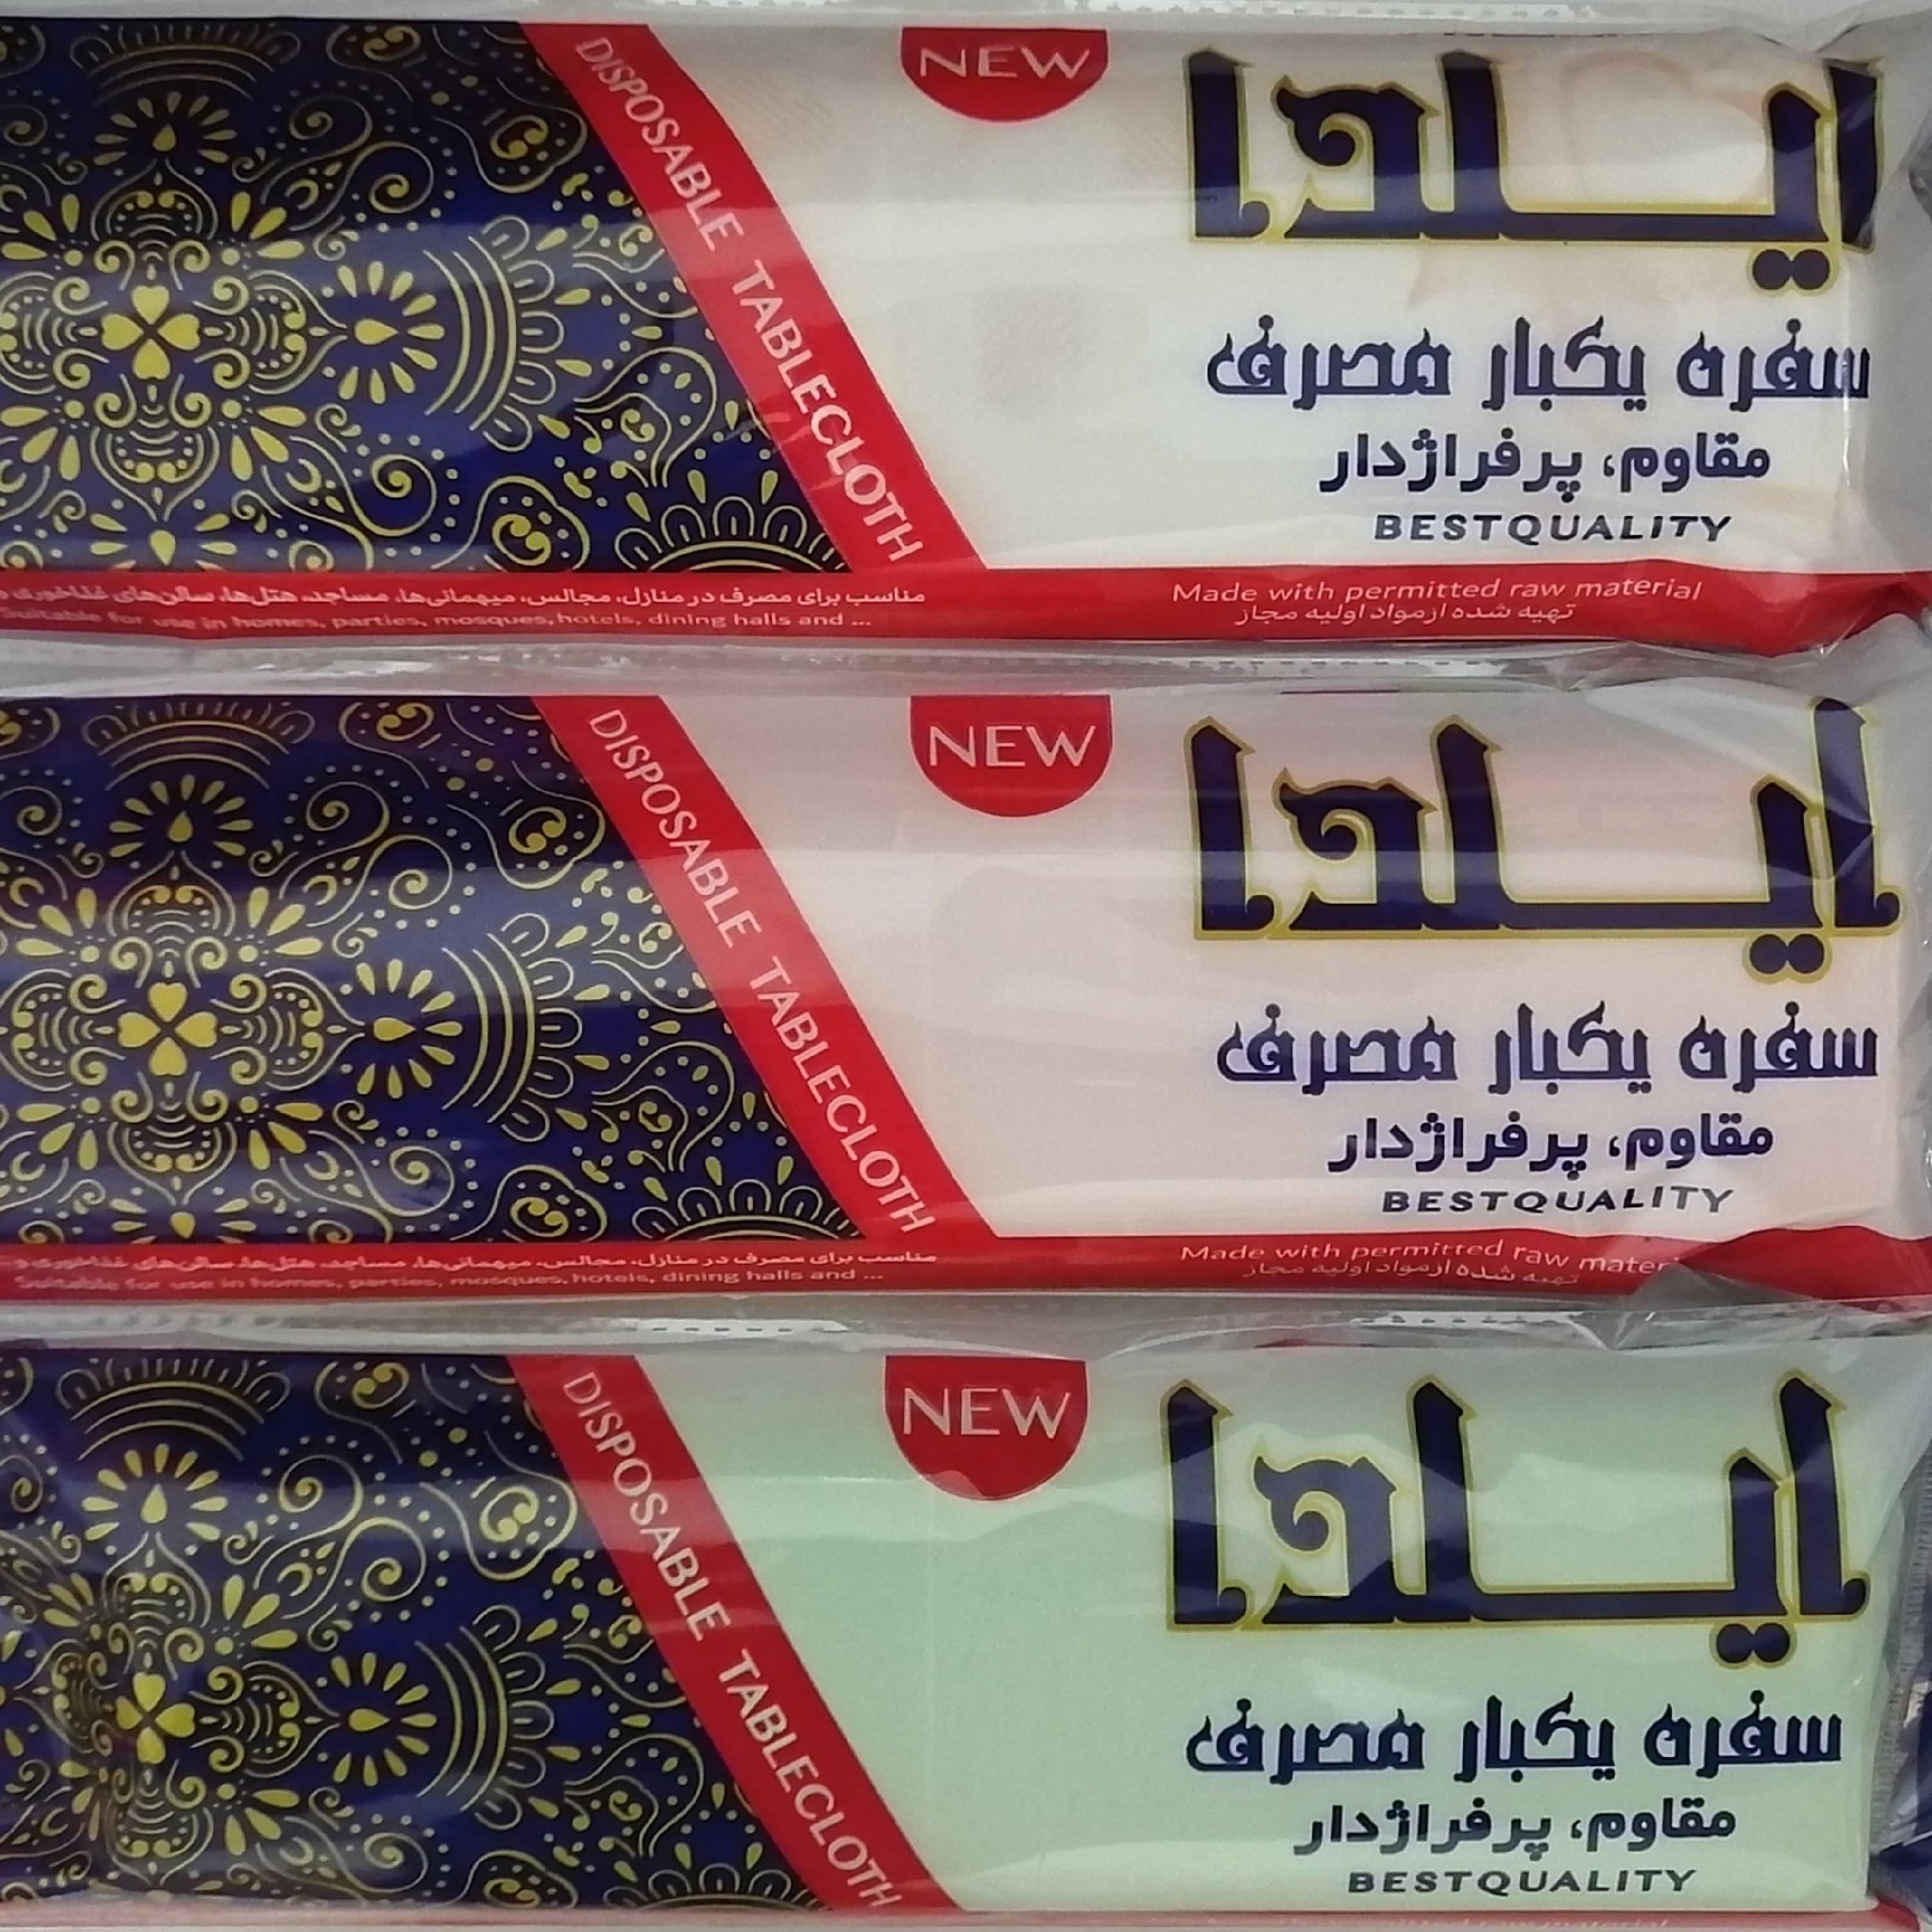 NEW
ایلدا
DISPOSABLE TABLECLOTH
سفره یکبار مصرف
مقاوم، پرفراژدار
BESTQUALITY
Made with permitted raw material
تهیه شده از مواد اولیه مجاز
مناسب برای مصرف در منازل، مجالس، میهمانی‌ها، مساجد، هتل‌ها، سالن‌های غذاخوری و
Suitable for use in homes, parties, mosques, hotels, dining halls and ...
NEW
ایلدا
DISPOSABLE TABLECLOTH
سفره یکبار مصرف
مقاوم، پرفراژدار
BESTQUALITY
Made with permitted raw mater
تهیه شده از مواد اولیه مجاز
مناسب برای مصرف در منازل، مجالس، میهمانی‌ها، مساجد، هتل‌ها، سالن‌های غذاخوری و
Suitable for use in homes, parties, mosques, hotels, dining halls and ...
NEW
ایلدا
DISPOSABLE TABLECLOTH
سفره یکبار مصرف
مقاوم، پرفراژدار
BESTQUALITY